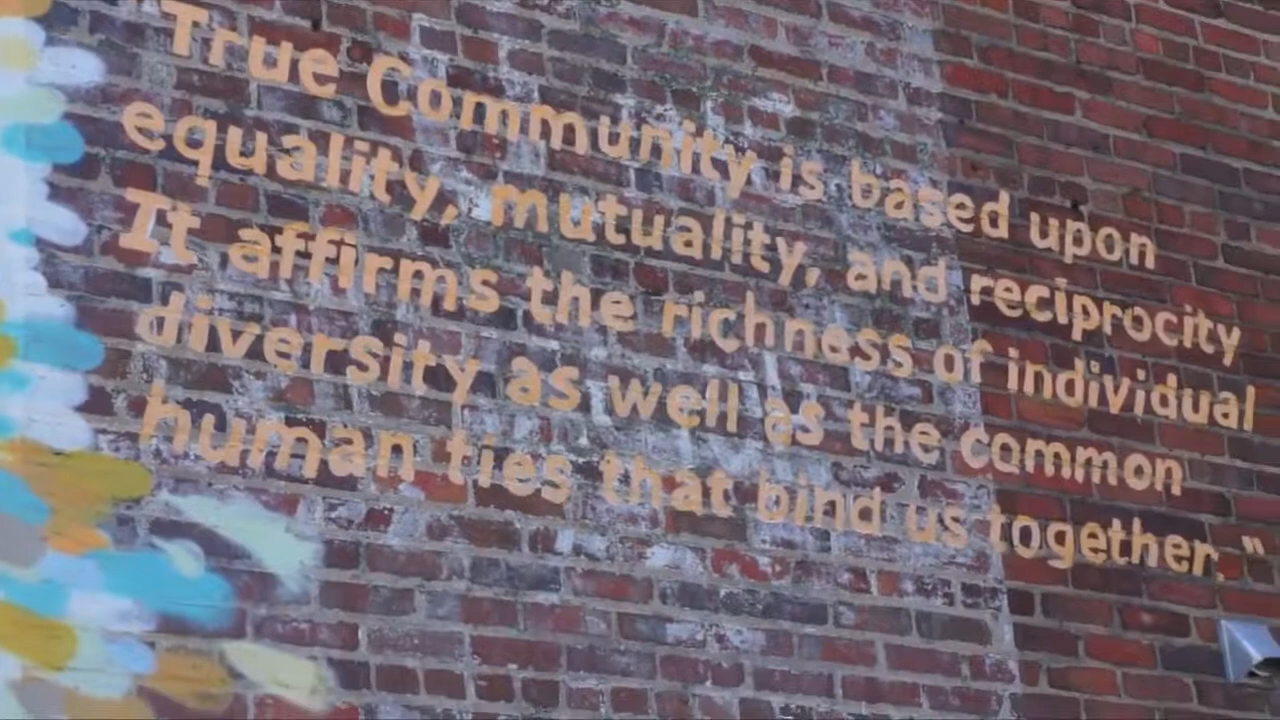 True Community is based upon
equality, mutuality, and reciprocity
It affirms the richness of individual
diversity as well as the common
human ties that bind us together."